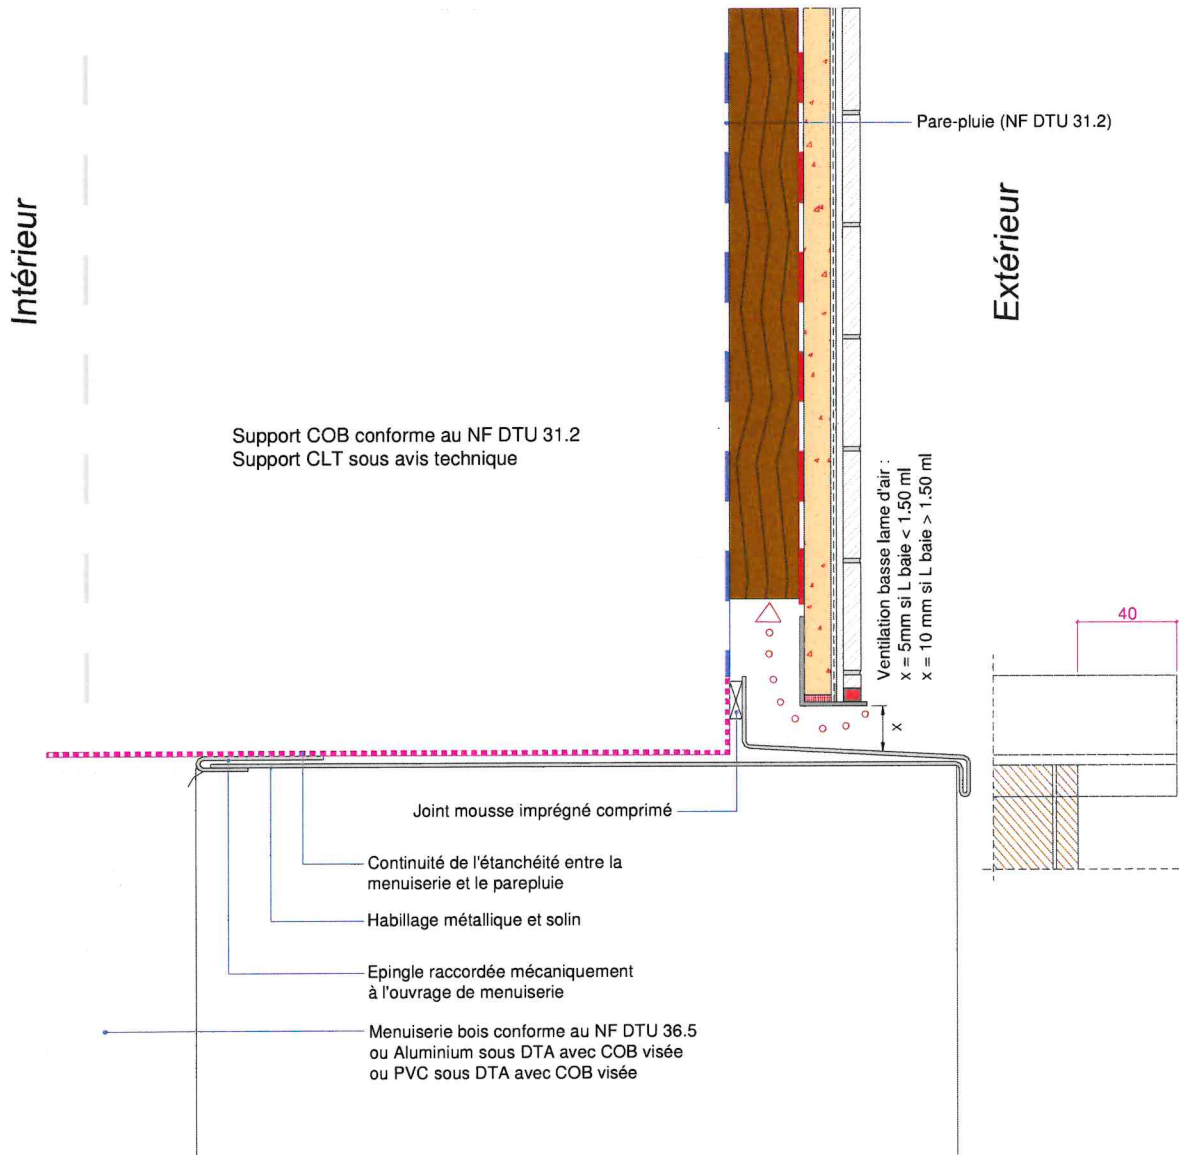 Pare-pluie (NF DTU 31.2)
Intérieur
Extérieur
Support COB conforme au NF DTU 31.2
Support CLT sous avis technique
Ventilation basse lame d'air :
x = 5mm si L baie < 1.50 ml
x = 10 mm si L baie > 1.50 ml
40
x
Joint mousse imprégné comprimé
Continuité de l'étanchéité entre la
menuiserie et le parepluie
Habillage métallique et solin
Epingle raccordée mécaniquement
à l'ouvrage de menuiserie
Menuiserie bois conforme au NF DTU 36.5
ou Aluminium sous DTA avec COB visée
ou PVC sous DTA avec COB visée